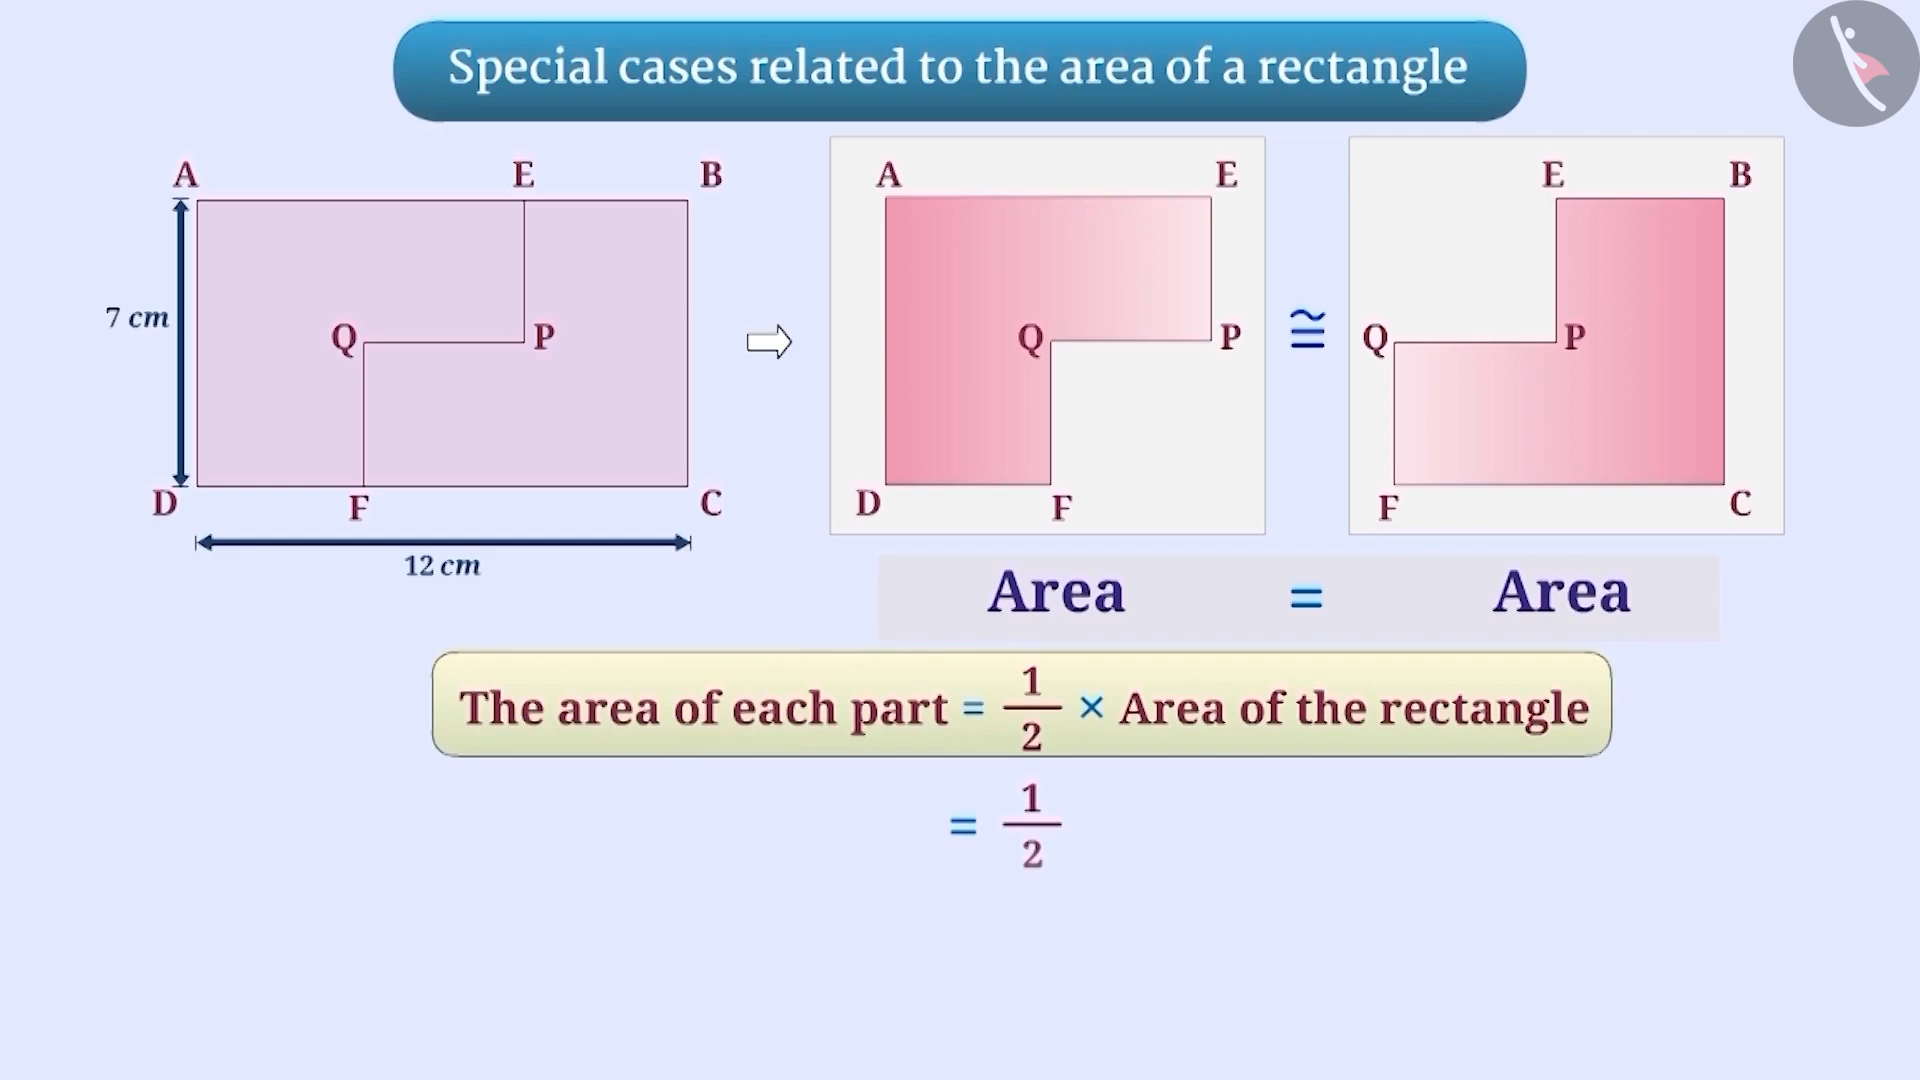 Special cases related to the area of a rectangle
A E B
A E
E B
7 cm
Q P
Q P
≅
Q P
D F C
D F
F C
12 cm
Area = Area
The area of each part = 1/2 × Area of the rectangle
= 1/2